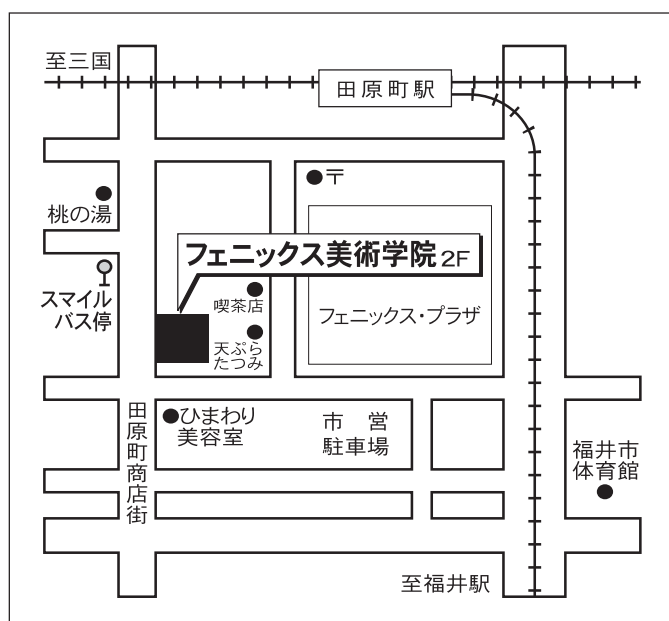 至三国
田原町駅
〒
桃の湯
フェニックス美術学院 2F
スマイル
バス停
喫茶店
フェニックス・プラザ
天ぷら
たつみ
田原町商店街
ひまわり
美容室
市営
駐車場
福井市
体育館
至福井駅